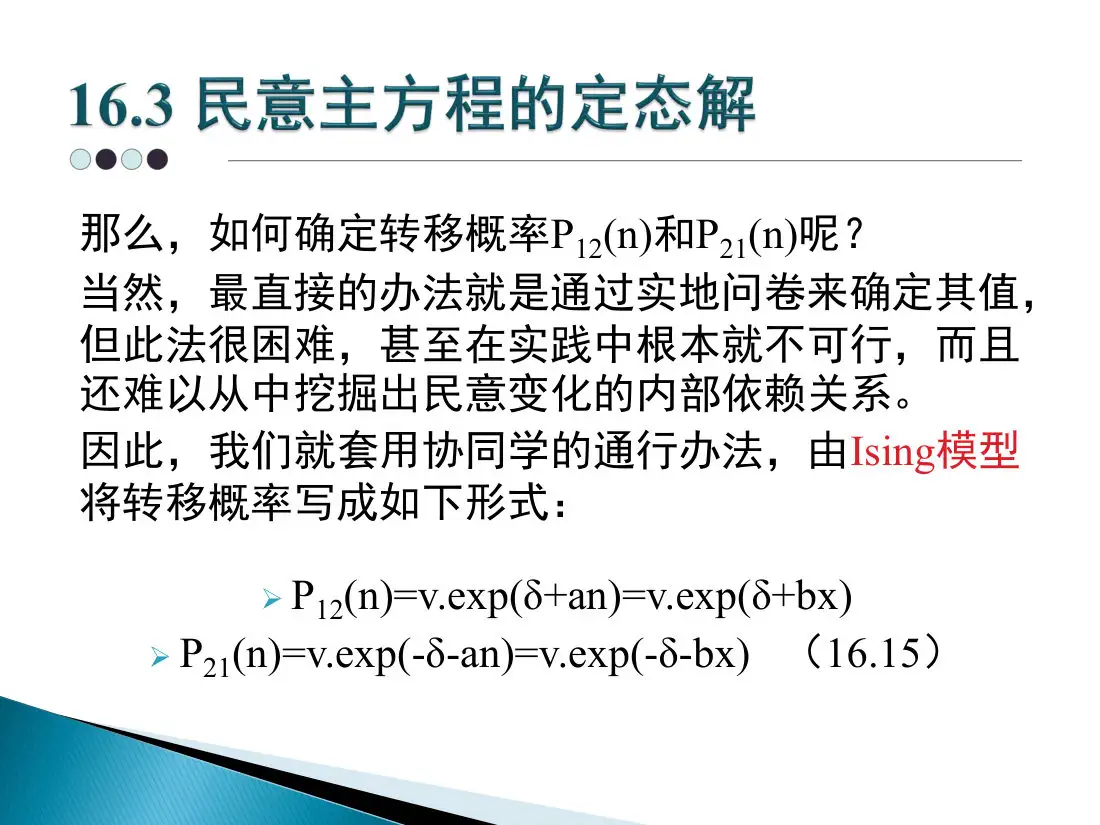 16.3 民意主方程的定态解
那么，如何确定转移概率P12(n)和P21(n)呢？
当然，最直接的办法就是通过实地问卷来确定其值，
但此法很困难，甚至在实践中根本就不可行，而且
还难以从中挖掘出民意变化的内部依赖关系。
因此，我们就套用协同学的通行办法，由Ising模型
将转移概率写成如下形式：
➢ P12(n)=v.exp(δ+an)=v.exp(δ+bx)
➢ P21(n)=v.exp(-δ-an)=v.exp(-δ-bx) （16.15）